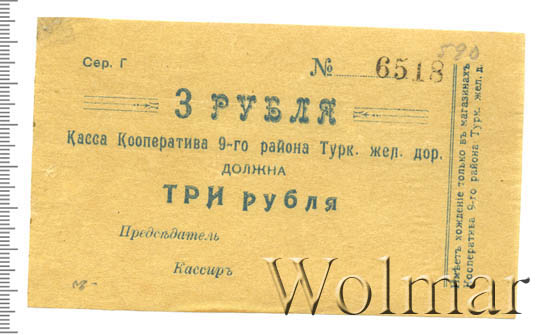 590
Сер. Г № 6518
3 РУБЛЯ
Касса Кооператива 9-го района Турк. жел. дор.
ДОЛЖНА
ТРИ рубля
Предсѣдатель
Кассиръ
Имѣетъ хожденiе только въ магазинахъ
Кооператива 9-го района Турк. жел. д.
Wolmar